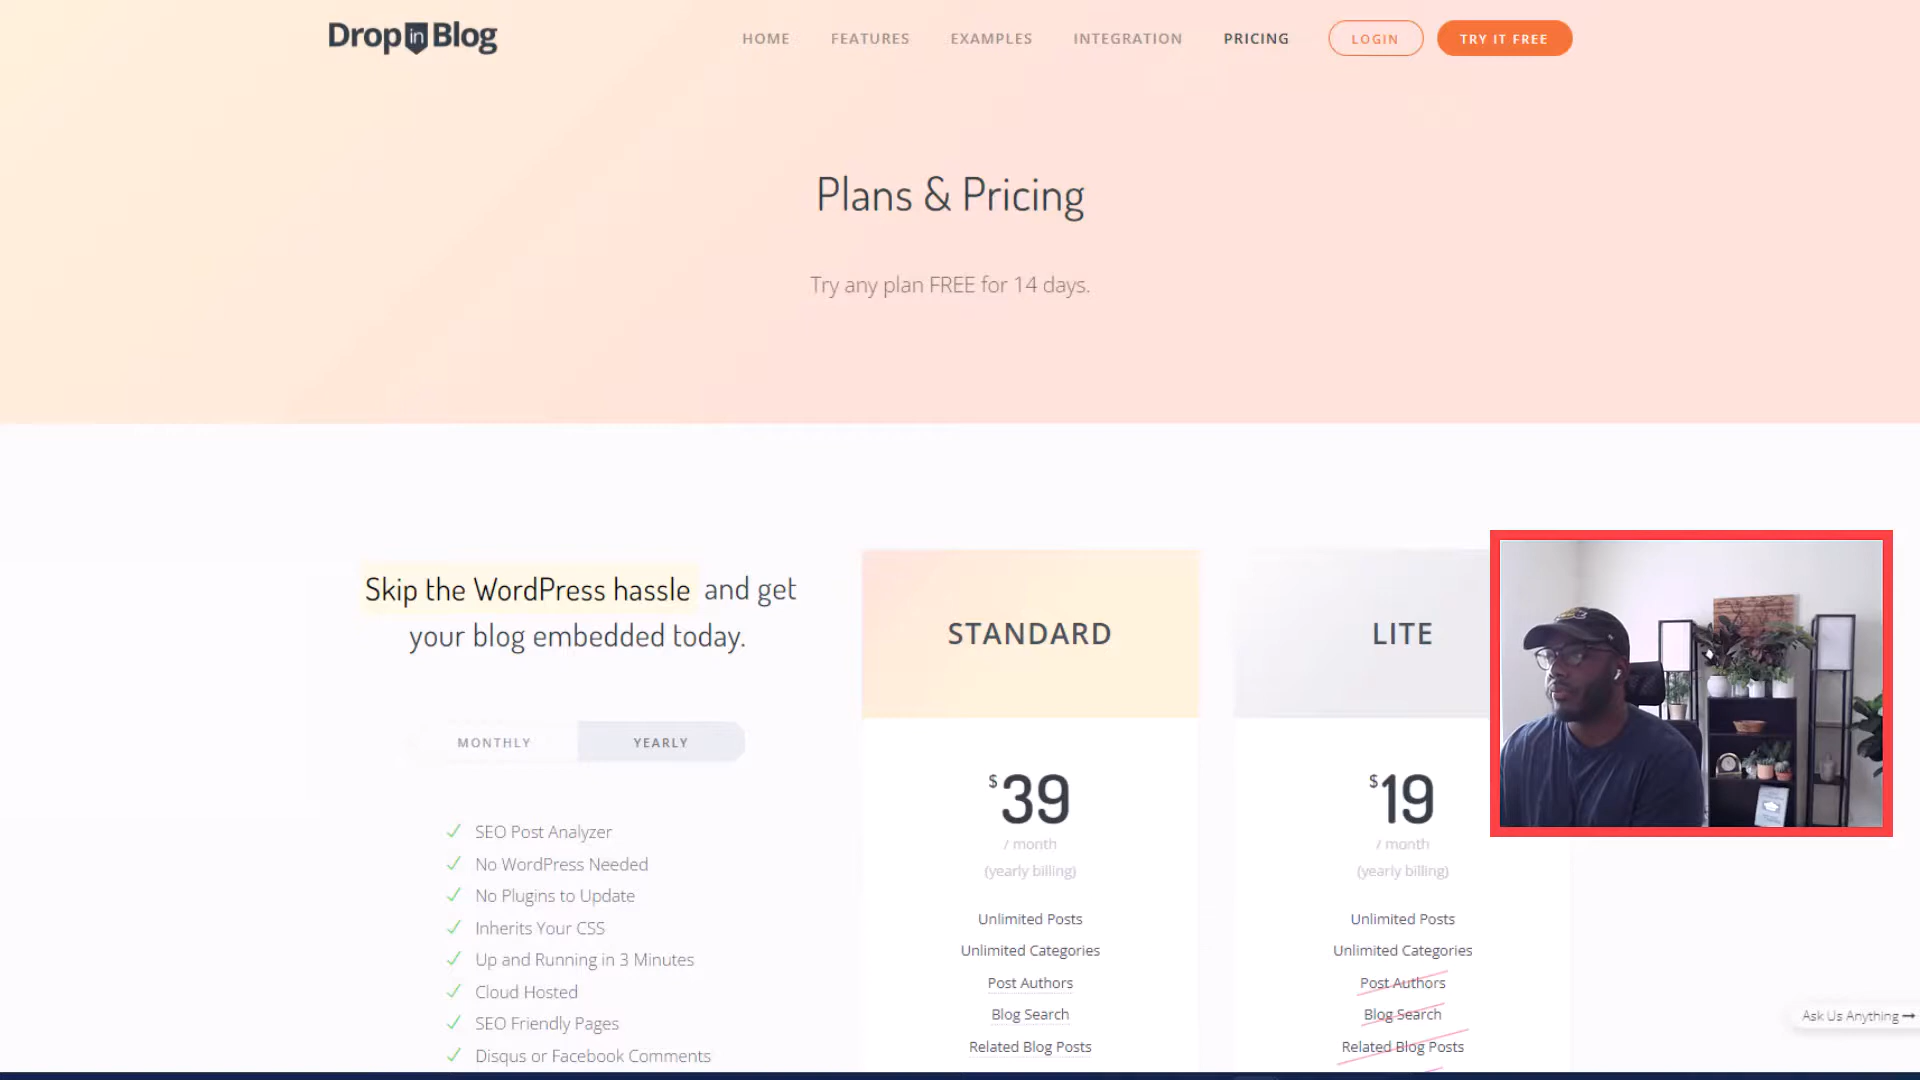 Drop in Blog
HOME
FEATURES
EXAMPLES
INTEGRATION
PRICING
LOGIN
TRY IT FREE
Plans & Pricing
Try any plan FREE for 14 days.
Skip the WordPress hassle and get
your blog embedded today.
MONTHLY
YEARLY
SEO Post Analyzer
No WordPress Needed
No Plugins to Update
Inherits Your CSS
Up and Running in 3 Minutes
Cloud Hosted
SEO Friendly Pages
Disqus or Facebook Comments
STANDARD
$39
/ month
(yearly billing)
Unlimited Posts
Unlimited Categories
Post Authors
Blog Search
Related Blog Posts
LITE
$19
/ month
(yearly billing)
Unlimited Posts
Unlimited Categories
Post Authors
Blog Search
Related Blog Posts
Ask Us Anything →